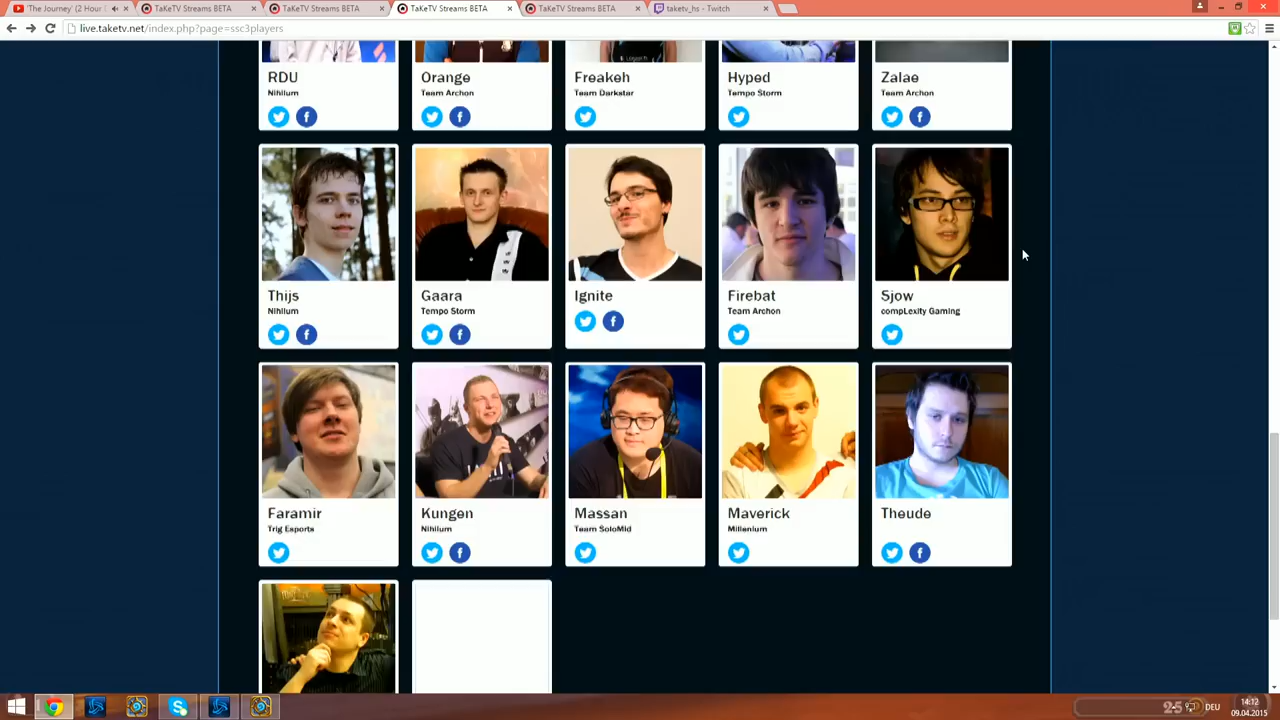 'The Journey' (2 Hour
TaKeTV Streams BETA
TaKeTV Streams BETA
TaKeTV Streams BETA
TaKeTV Streams BETA
taketv_hs - Twitch
live.taketv.net/index.php?page=ssc3players
RDU
Nihilum
Orange
Team Archon
Freakeh
Team Darkstar
Hyped
Tempo Storm
Zalae
Team Archon
Thijs
Nihilum
Gaara
Tempo Storm
Ignite
Firebat
Team Archon
Sjow
compLexity Gaming
Faramir
Trig Esports
Kungen
Nihilum
Massan
Team SoloMid
Maverick
Millenium
Theude
DEU
14:12
09.04.2015